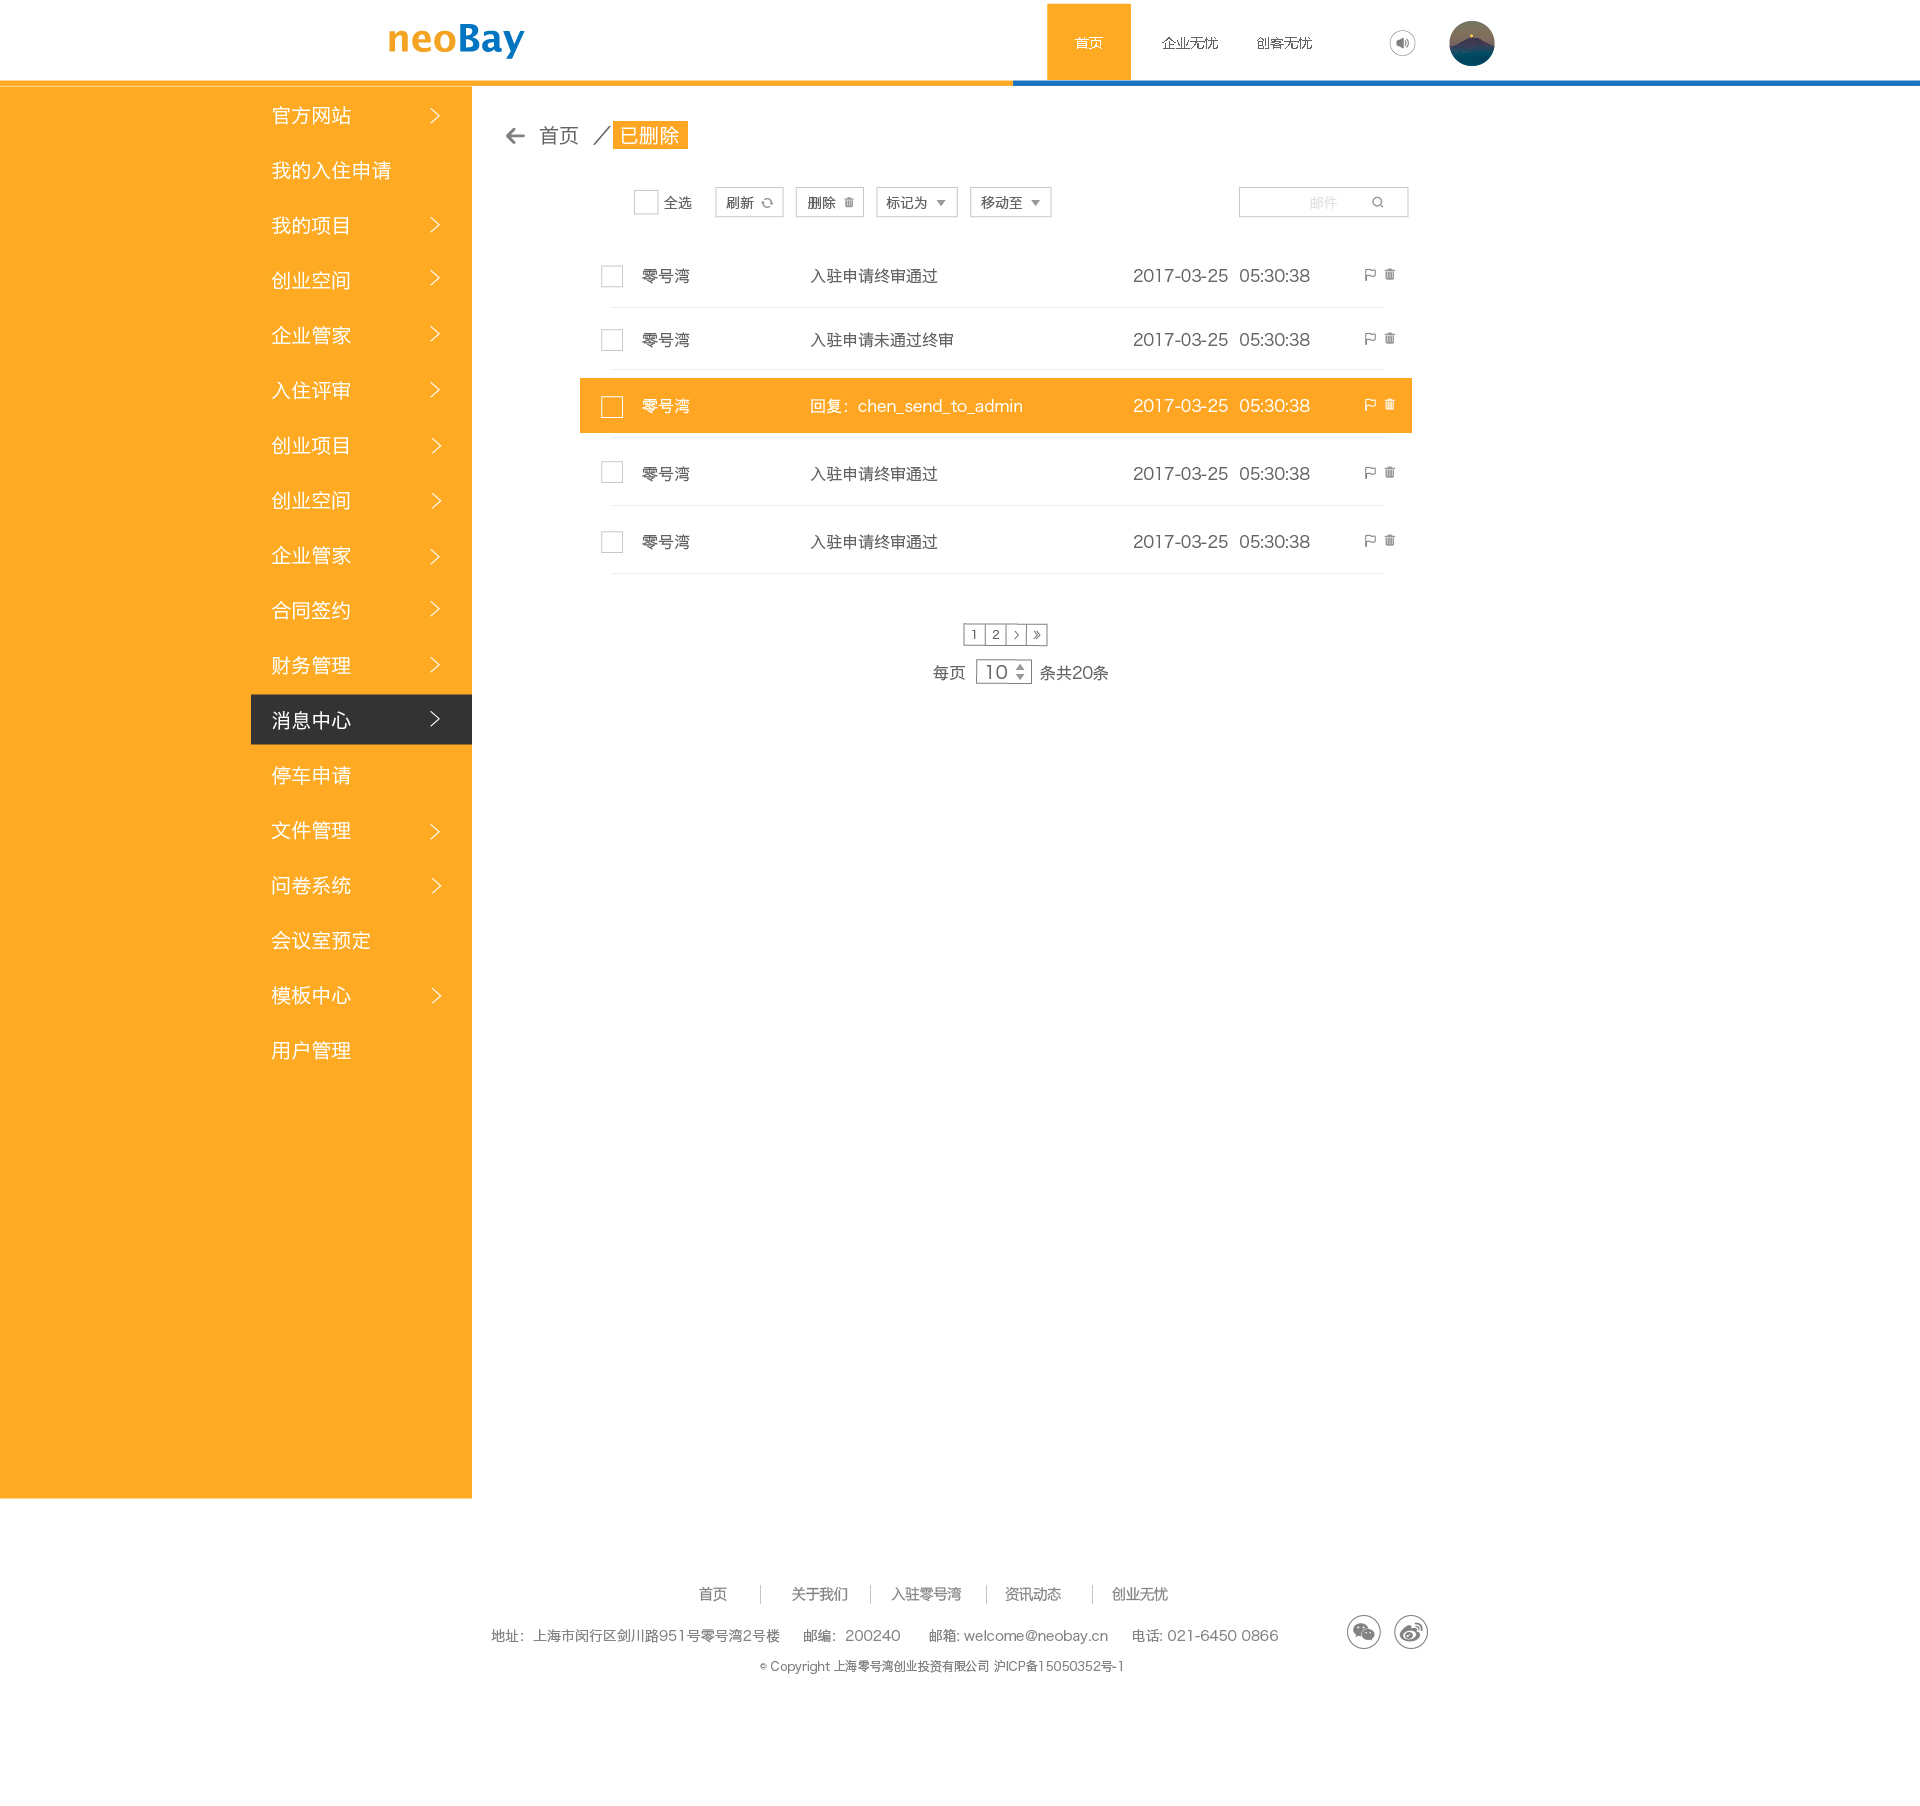 neoBay
首页 企业无忧 创客无忧
官方网站
我的入住申请
我的项目
创业空间
企业管家
入住评审
创业项目
创业空间
企业管家
合同签约
财务管理
消息中心
停车申请
文件管理
问卷系统
会议室预定
模板中心
用户管理
首页 / 已删除
全选 刷新 删除 标记为 移动至 邮件
零号湾 入驻申请终审通过 2017-03-25 05:30:38
零号湾 入驻申请未通过终审 2017-03-25 05:30:38
零号湾 回复：chen_send_to_admin 2017-03-25 05:30:38
零号湾 入驻申请终审通过 2017-03-25 05:30:38
零号湾 入驻申请终审通过 2017-03-25 05:30:38
1 2
每页 10 条共20条
首页 关于我们 入驻零号湾 资讯动态 创业无忧
地址：上海市闵行区剑川路951号零号湾2号楼 邮编：200240 邮箱: welcome@neobay.cn 电话: 021-6450 0866
© Copyright 上海零号湾创业投资有限公司 沪ICP备15050352号-1